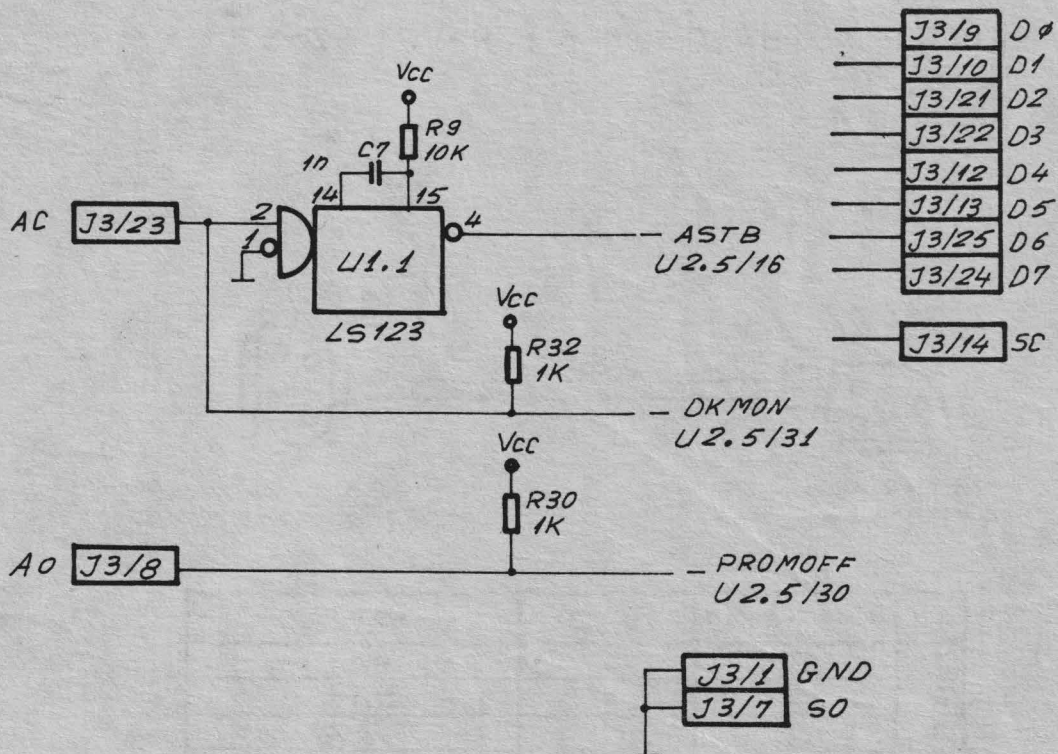 J3/9 Dø
J3/10 D1
J3/21 D2
J3/22 D3
J3/12 D4
J3/13 D5
J3/25 D6
J3/24 D7
J3/14 SC
Vcc
R9
10K
1n C7
14 15
AC J3/23 2
1
U1.1
4
LS123
ASTB
U2.5/16
Vcc
R32
1K
DKMON
U2.5/31
Vcc
R30
1K
AO J3/8
PROMOFF
U2.5/30
J3/1 GND
J3/7 SO